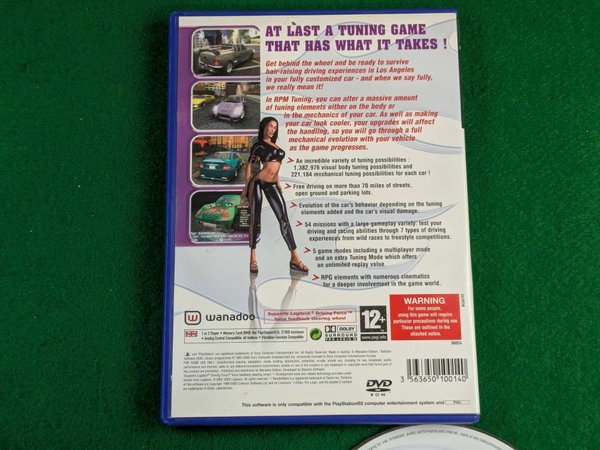 AT LAST A TUNING GAME
THAT HAS WHAT IT TAKES !
Get behind the wheel and be ready to survive
hair-raising driving experiences in Los Angeles
in your fully customized car - and when we say fully,
we really mean it!
In RPM Tuning, you can alter a massive amount
of tuning elements either on the body or
in the mechanics of your car. As well as making
your car look cooler, your upgrades will affect
the handling, so you will go through a full
mechanical evolution with your vehicle
as the game progresses.
An incredible variety of tuning possibilities :
1,382,976 visual body tuning possibilities and
221,184 mechanical tuning possibilities for each car !
Free driving on more than 70 miles of streets,
open ground and parking lots.
Evolution of the car's behavior depending on the tuning
elements added and the car's visual damage.
54 missions with a large gameplay variety: test your
driving and racing abilities through 7 types of driving
experiences from wild races to freestyle competitions.
5 game modes including a multiplayer mode
and an extra Tuning Mode which offers
an unlimited replay value.
RPG elements with numerous cinematics
for a deeper involvement in the game world.
wanadoo
Supports Logitech® Driving Force™
force feedback steering wheel
12+
www.pegi.info
DOLBY
SURROUND
PRO LOGIC II
WARNING
For some people,
using this game will require
particular precautions during
use. These are outlined in the
attached notice.
DVD
ROM
3 563650 100140
This software is only compatible with the PlayStation®2 computer entertainment system and
PAL